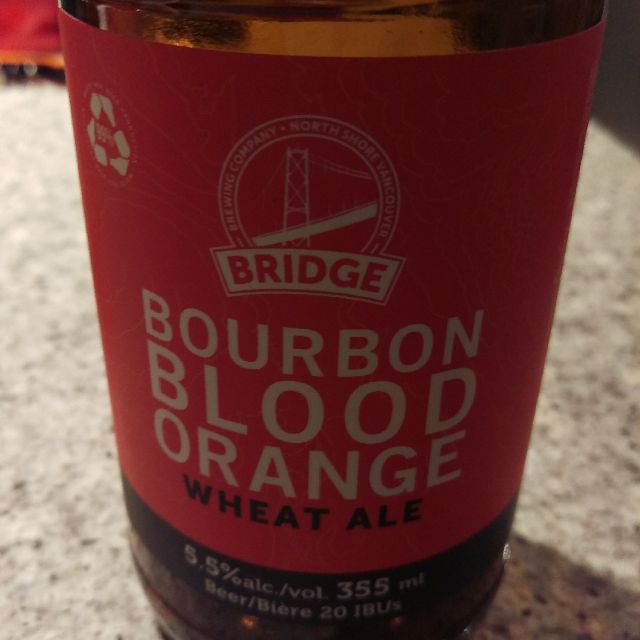 BREWING COMPANY • NORTH SHORE VANCOUVER
BRIDGE
BOURBON
BLOOD
ORANGE
WHEAT ALE
5.5% alc./vol. 355 ml
Beer/Bière 20 IBUs